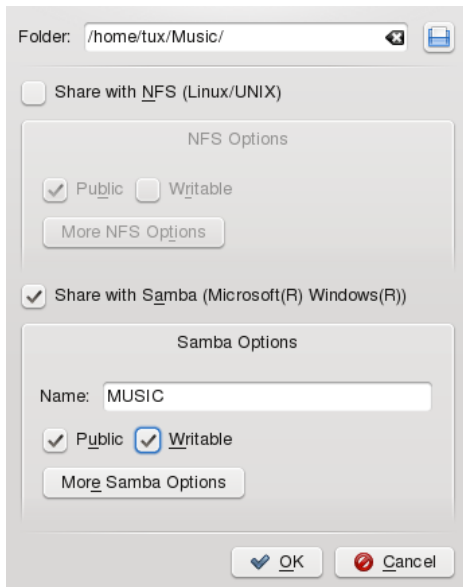 Folder: /home/tux/Music/
Share with NFS (Linux/UNIX)
NFS Options
Public Writable
More NFS Options
Share with Samba (Microsoft(R) Windows(R))
Samba Options
Name: MUSIC
Public Writable
More Samba Options
OK Cancel